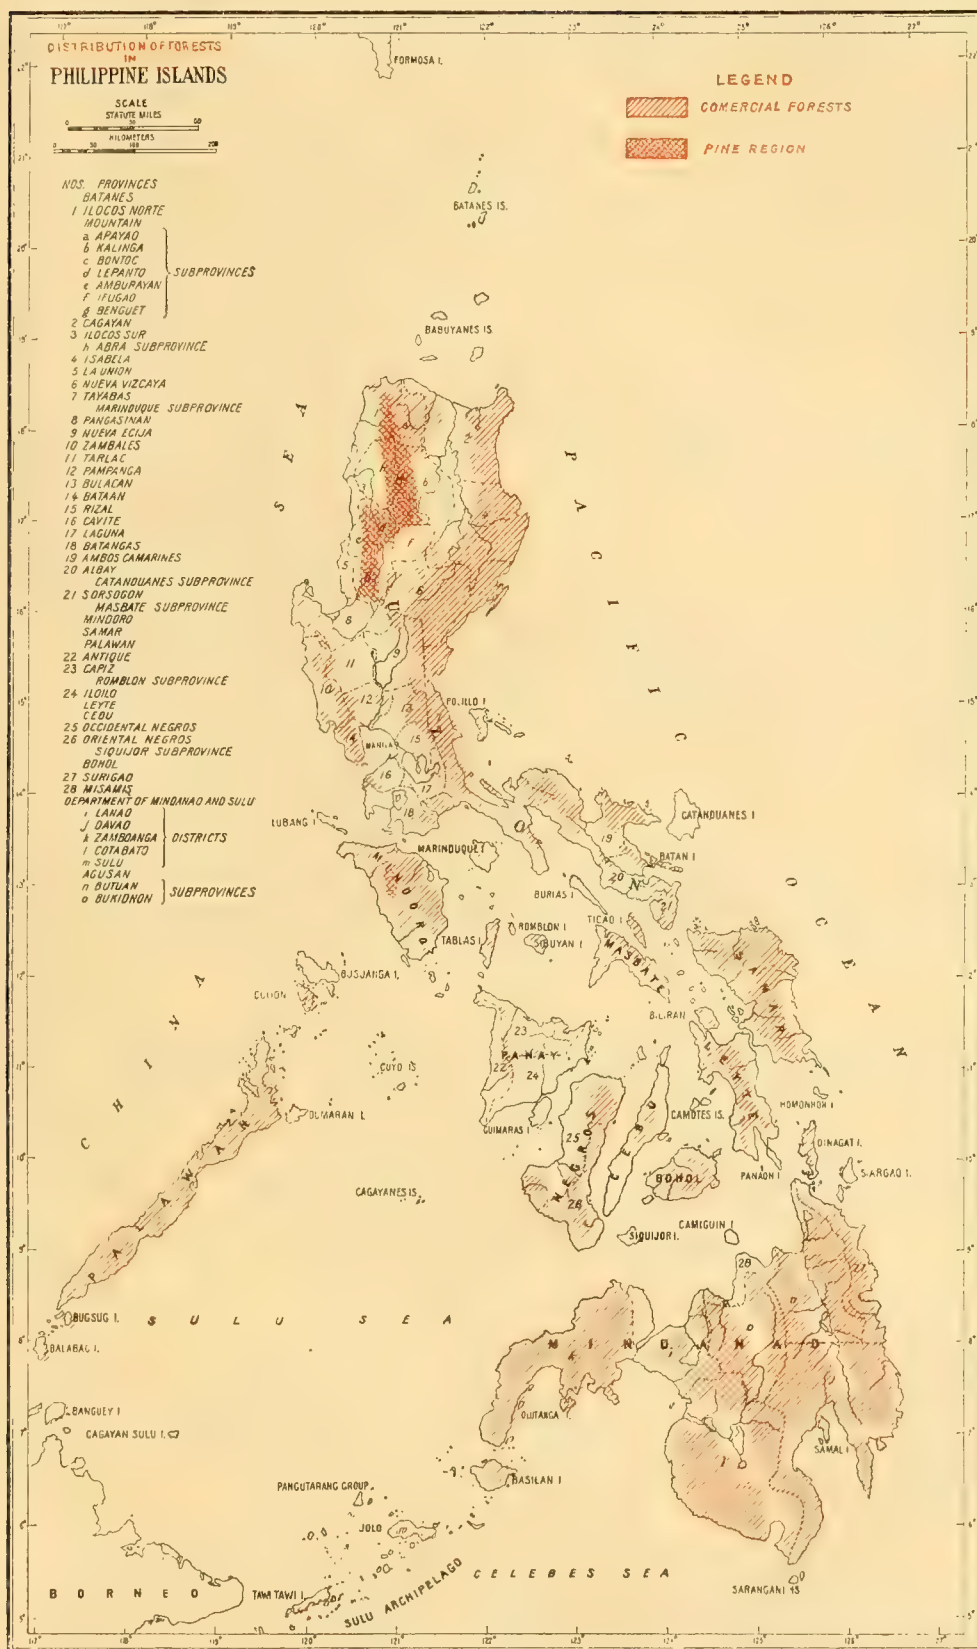 DISTRIBUTION OF FORESTS
IN
PHILIPPINE ISLANDS
SCALE
STATUTE MILES
KILOMETERS
LEGEND
COMERCIAL FORESTS
PINE REGION
NOS. PROVINCES
BATANES
1 ILOCOS NORTE
MOUNTAIN
a APAYAO
b KALINGA
c BONTOC
d LEPANTO
e AMBURAYAN
f IFUGAO
g BENGUET
SUBPROVINCES
2 CAGAYAN
3 ILOCOS SUR
h ABRA SUBPROVINCE
4 ISABELA
5 LA UNION
6 NUEVA VIZCAYA
7 TAYABAS
MARINDUQUE SUBPROVINCE
8 PANGASINAN
9 NUEVA ECIJA
10 ZAMBALES
11 TARLAC
12 PAMPANGA
13 BULACAN
14 BATAAN
15 RIZAL
16 CAVITE
17 LAGUNA
18 BATANGAS
19 AMBOS CAMARINES
20 ALBAY
CATANDUANES SUBPROVINCE
21 SORSOGON
MASBATE SUBPROVINCE
MINDORO
SAMAR
PALAWAN
22 ANTIQUE
23 CAPIZ
ROMBLON SUBPROVINCE
24 ILOILO
LEYTE
CEBU
25 OCCIDENTAL NEGROS
26 ORIENTAL NEGROS
SIQUIJOR SUBPROVINCE
BOHOL
27 SURIGAO
28 MISAMIS
DEPARTMENT OF MINDANAO AND SULU
i LANAO
J DAVAO
k ZAMBOANGA
l COTABATO
m SULU
DISTRICTS
AGUSAN
n BUTUAN
o BUKIDNON
SUBPROVINCES
FORMOSA I.
BATANES IS.
BABUYANES IS.
CHINA SEA
PACIFIC OCEAN
LUZON
POLILLO I
MANILA
LUBANG I
MARINDUQUE I
CATANDUANES I
BATAN I
MINDORO
BURIAS I
TICAO I
TABLAS I
ROMBLON I
SIBUYAN I
MASBATE
SAMAR
BUSUANGA I.
BILIRAN
PANAY
CUYO IS
LEYTE
DUMARAN I.
GUIMARAS I
CAMOTES IS.
HOMONHON I
DINAGAT I.
NEGROS
CEBU
BOHOL
PANAON I
SIARGAO I.
PALAWAN
CAGAYANES IS
SIQUIJOR I.
CAMIGUIN I
BUGSUG I.
BALABAC I.
SULU SEA
MINDANAO
BANGUEY I
CAGAYAN SULU I.
OLUTANGA I.
SAMAL I
BASILAN I
PANGUTARANG GROUP
JOLO
BORNEO
TAWI TAWI I.
SULU ARCHIPELAGO
CELEBES SEA
SARANGANI IS